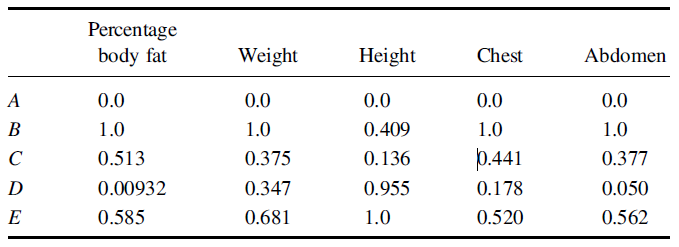 Percentage
body fat Weight Height Chest Abdomen
A 0.0 0.0 0.0 0.0 0.0
B 1.0 1.0 0.409 1.0 1.0
C 0.513 0.375 0.136 0.441 0.377
D 0.00932 0.347 0.955 0.178 0.050
E 0.585 0.681 1.0 0.520 0.562